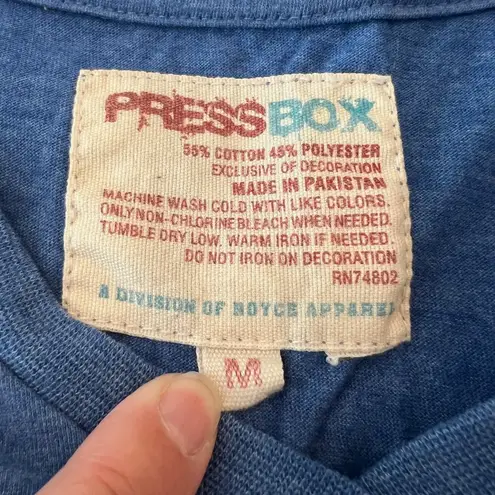 PRESSBOX
55% COTTON 45% POLYESTER
EXCLUSIVE OF DECORATION
MADE IN PAKISTAN
MACHINE WASH COLD WITH LIKE COLORS.
ONLY NON-CHLORINE BLEACH WHEN NEEDED.
TUMBLE DRY LOW. WARM IRON IF NEEDED.
DO NOT IRON ON DECORATION
RN74802
A DIVISION OF ROYCE APPAREL
M